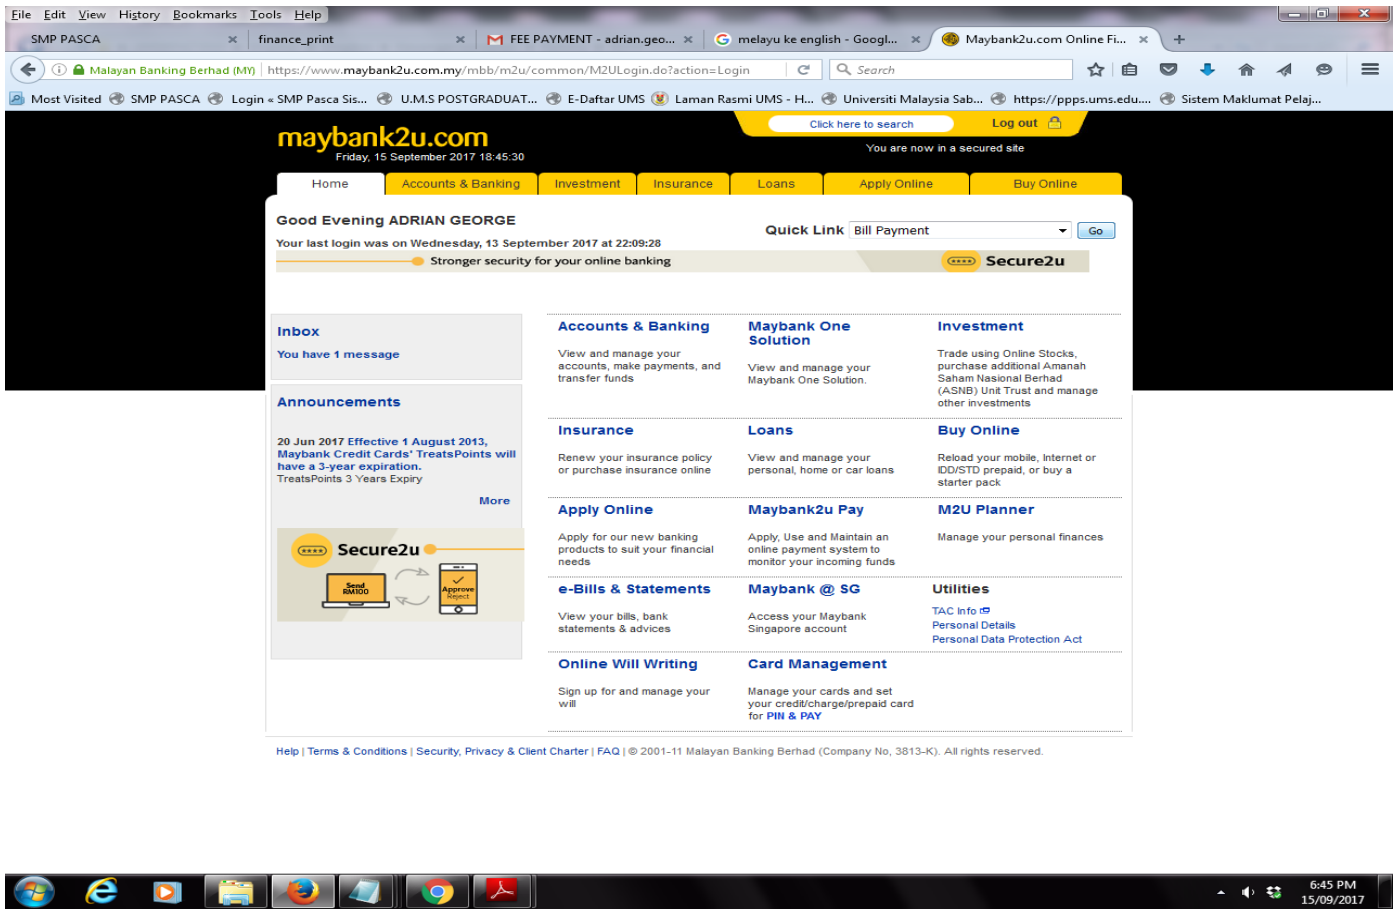 File Edit View History Bookmarks Tools Help
SMP PASCA
finance_print
FEE PAYMENT - adrian.geo...
melayu ke english - Googl...
Maybank2u.com Online Fi...
Malayan Banking Berhad (MY)
https://www.maybank2u.com.my/mbb/m2u/common/M2ULogin.do?action=Login
Search
Most Visited SMP PASCA Login « SMP Pasca Sis... U.M.S POSTGRADUAT... E-Daftar UMS Laman Rasmi UMS - H... Universiti Malaysia Sab... https://ppps.ums.edu.... Sistem Maklumat Pelaj...
maybank2u.com
Friday, 15 September 2017 18:45:30
Click here to search
Log out
You are now in a secured site
Home Accounts & Banking Investment Insurance Loans Apply Online Buy Online
Good Evening ADRIAN GEORGE
Your last login was on Wednesday, 13 September 2017 at 22:09:28
Quick Link Bill Payment Go
Stronger security for your online banking
Secure2u
Inbox
You have 1 message
Announcements
20 Jun 2017 Effective 1 August 2013,
Maybank Credit Cards' TreatsPoints will
have a 3-year expiration.
TreatsPoints 3 Years Expiry
More
Secure2u
Send
RM100
Approve
Reject
Accounts & Banking
View and manage your
accounts, make payments, and
transfer funds
Maybank One
Solution
View and manage your
Maybank One Solution.
Investment
Trade using Online Stocks,
purchase additional Amanah
Saham Nasional Berhad
(ASNB) Unit Trust and manage
other investments
Insurance
Renew your insurance policy
or purchase insurance online
Loans
View and manage your
personal, home or car loans
Buy Online
Reload your mobile, Internet or
IDD/STD prepaid, or buy a
starter pack
Apply Online
Apply for our new banking
products to suit your financial
needs
Maybank2u Pay
Apply, Use and Maintain an
online payment system to
monitor your incoming funds
M2U Planner
Manage your personal finances
e-Bills & Statements
View your bills, bank
statements & advices
Maybank @ SG
Access your Maybank
Singapore account
Utilities
TAC Info
Personal Details
Personal Data Protection Act
Online Will Writing
Sign up for and manage your
will
Card Management
Manage your cards and set
your credit/charge/prepaid card
for PIN & PAY
Help | Terms & Conditions | Security, Privacy & Client Charter | FAQ | © 2001-11 Malayan Banking Berhad (Company No, 3813-K). All rights reserved.
6:45 PM
15/09/2017